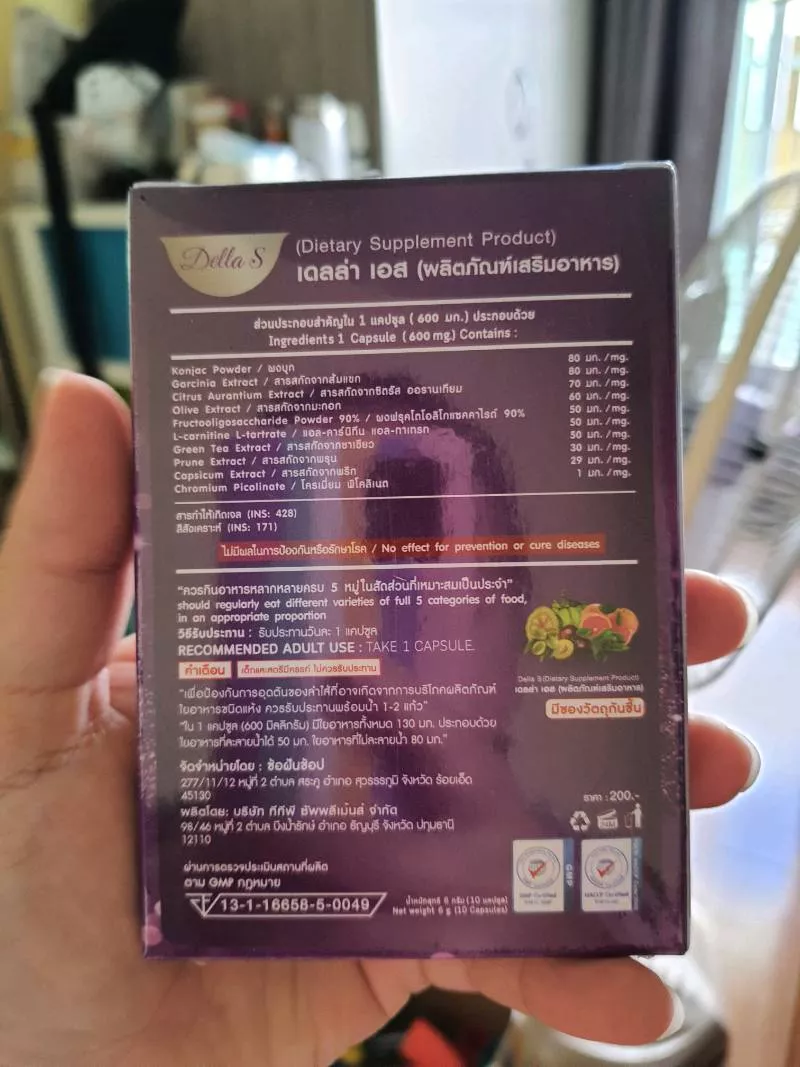 Della S
(Dietary Supplement Product)
เดลล่า เอส (ผลิตภัณฑ์เสริมอาหาร)
ส่วนประกอบสำคัญใน 1 แคปซูล ( 600 มก.) ประกอบด้วย
Ingredients 1 Capsule ( 600 mg.) Contains :
Konjac Powder / ผงบุก 80 มก. /mg.
Garcinia Extract / สารสกัดจากส้มแขก 80 มก. /mg.
Citrus Aurantium Extract / สารสกัดจากซิตรัส ออรานเทียม 70 มก. /mg.
Olive Extract / สารสกัดจากมะกอก 60 มก. /mg.
Fructooligosaccharide Powder 90% / ผงฟรุคโตโอลิโกแซคคาไรด์ 90% 50 มก. /mg.
L-carnitine L-tartrate / แอล-คาร์นิทีน แอล-ทาเทรก 50 มก. /mg.
Green Tea Extract / สารสกัดจากชาเขียว 50 มก. /mg.
Prune Extract / สารสกัดจากพรุน 30 มก. /mg.
Capsicum Extract / สารสกัดจากพริก 29 มก. /mg.
Chromium Picolinate / โครเมี่ยม พิโคลิเนต 1 มก. /mg.
สารทำให้เกิดเจล (INS: 428)
สีสังเคราะห์ (INS: 171)
ไม่มีผลในการป้องกันหรือรักษาโรค / No effect for prevention or cure diseases
"ควรกินอาหารหลากหลายครบ 5 หมู่ในสัดส่วนที่เหมาะสมเป็นประจำ"
should regularly eat different varieties of full 5 categories of food,
in an appropriate proportion
วิธีรับประทาน : รับประทานวันละ 1 แคปซูล
RECOMMENDED ADULT USE : TAKE 1 CAPSULE.
คำเตือน เด็กและสตรีมีครรภ์ ไม่ควรรับประทาน
"เพื่อป้องกันการอุดตันของลำไส้ที่อาจเกิดจากการบริโภคผลิตภัณฑ์
ใยอาหารชนิดแห้ง ควรรับประทานพร้อมน้ำ 1-2 แก้ว"
"ใน 1 แคปซูล (600 มิลลิกรัม) มีใยอาหารทั้งหมด 130 มก. ประกอบด้วย
ใยอาหารที่ละลายน้ำได้ 50 มก. ใยอาหารที่ไม่ละลายน้ำ 80 มก."
Della S (Dietary Supplement Product)
เดลล่า เอส (ผลิตภัณฑ์เสริมอาหาร)
มีซองวัตถุกันชื้น
จัดจำหน่ายโดย : ช้อฝันช้อป
277/11/12 หมู่ที่ 2 ตำบล สระคู อำเภอ สุวรรรภูมิ จังหวัด ร้อยเอ็ด
45130
ผลิตโดย: บริษัท ทีทีพี ซัพพลีเม้นส์ จำกัด
98/46 หมู่ที่ 2 ตำบล บึงน้ำรักษ์ อำเภอ ธัญบุรี จังหวัด ปทุมธานี
12110
ราคา : 200.-
ผ่านการตรวจประเมินสถานที่ผลิต
ตาม GMP กฎหมาย
13-1-16658-5-0049
น้ำหนักสุทธิ 6 กรัม (10 แคปซูล)
Net weight 6 g (10 Capsules)
GMP Certified
GMP
HACCP Certified